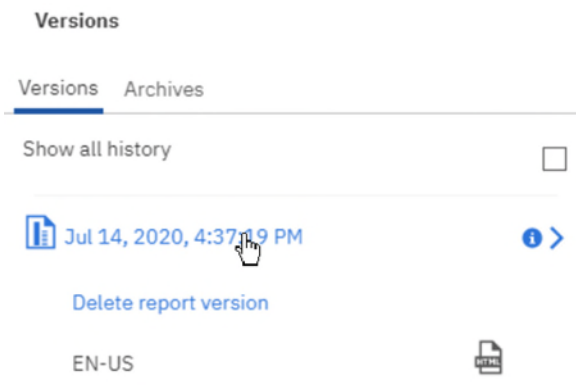 Versions
Versions Archives
Show all history
Jul 14, 2020, 4:37:19 PM
Delete report version
EN-US HTML